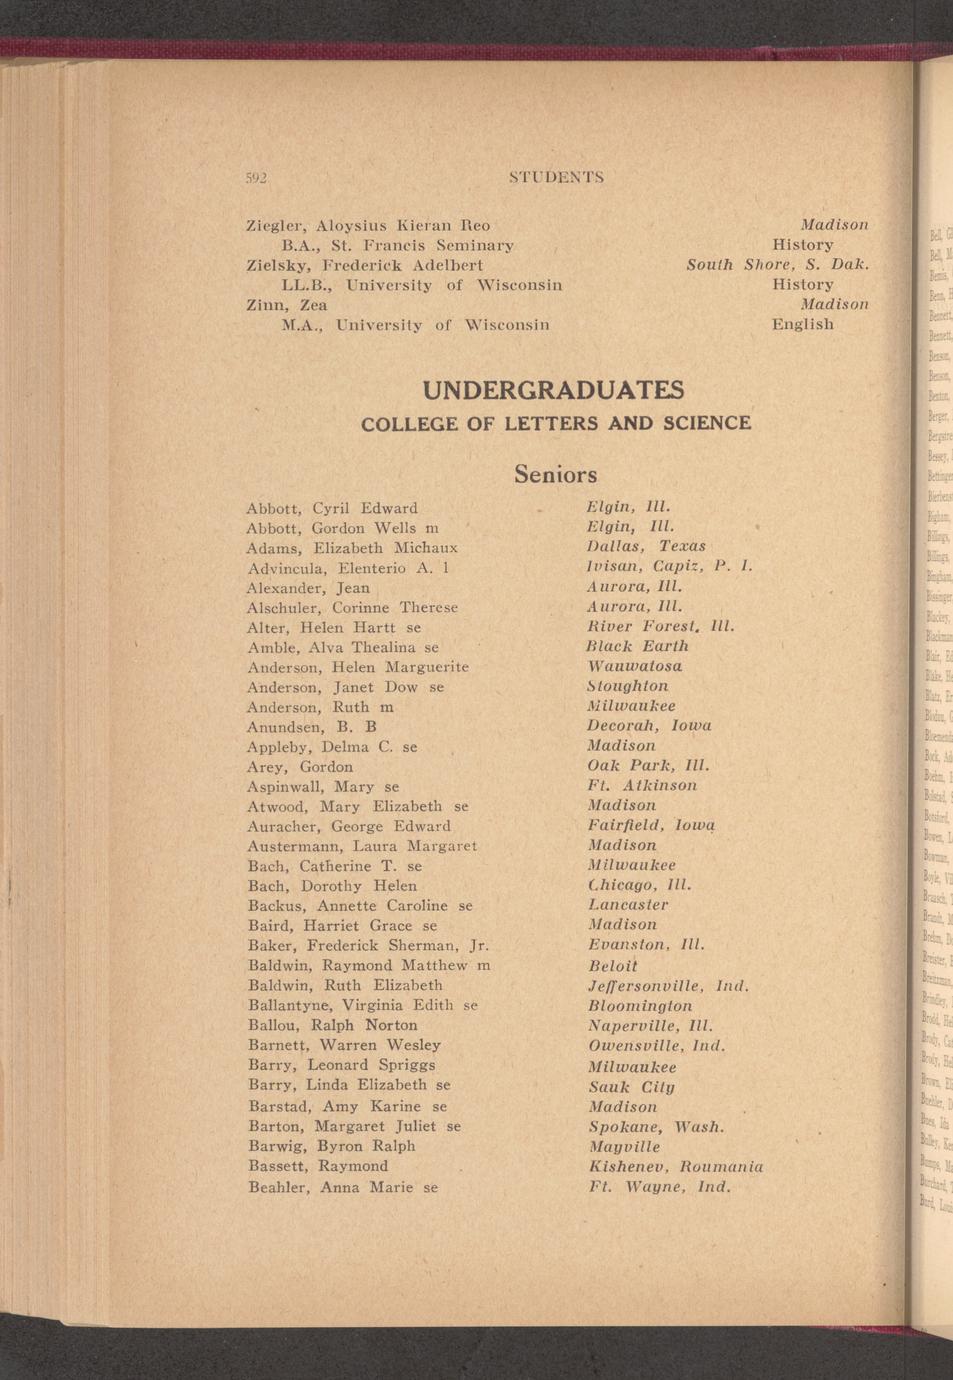 592
STUDENTS
Ziegler, Aloysius Kieran Reo Madison
B.A., St. Francis Seminary History
Zielsky, Frederick Adelbert South Shore, S. Dak.
LL.B., University of Wisconsin History
Zinn, Zea Madison
M.A., University of Wisconsin English
UNDERGRADUATES
COLLEGE OF LETTERS AND SCIENCE
Seniors
Abbott, Cyril Edward Elgin, Ill.
Abbott, Gordon Wells m Elgin, Ill.
Adams, Elizabeth Michaux Dallas, Texas
Advincula, Elenterio A. l Ivisan, Capiz, P. I.
Alexander, Jean Aurora, Ill.
Alschuler, Corinne Therese Aurora, Ill.
Alter, Helen Hartt se River Forest, Ill.
Amble, Alva Thealina se Black Earth
Anderson, Helen Marguerite Wauwatosa
Anderson, Janet Dow se Stoughton
Anderson, Ruth m Milwaukee
Anundsen, B. B Decorah, Iowa
Appleby, Delma C. se Madison
Arey, Gordon Oak Park, Ill.
Aspinwall, Mary se Ft. Atkinson
Atwood, Mary Elizabeth se Madison
Auracher, George Edward Fairfield, Iowa
Austermann, Laura Margaret Madison
Bach, Catherine T. se Milwaukee
Bach, Dorothy Helen Chicago, Ill.
Backus, Annette Caroline se Lancaster
Baird, Harriet Grace se Madison
Baker, Frederick Sherman, Jr. Evanston, Ill.
Baldwin, Raymond Matthew m Beloit
Baldwin, Ruth Elizabeth Jeffersonville, Ind.
Ballantyne, Virginia Edith se Bloomington
Ballou, Ralph Norton Naperville, Ill.
Barnett, Warren Wesley Owensville, Ind.
Barry, Leonard Spriggs Milwaukee
Barry, Linda Elizabeth se Sauk City
Barstad, Amy Karine se Madison
Barton, Margaret Juliet se Spokane, Wash.
Barwig, Byron Ralph Mayville
Bassett, Raymond Kishenev, Roumania
Beahler, Anna Marie se Ft. Wayne, Ind.